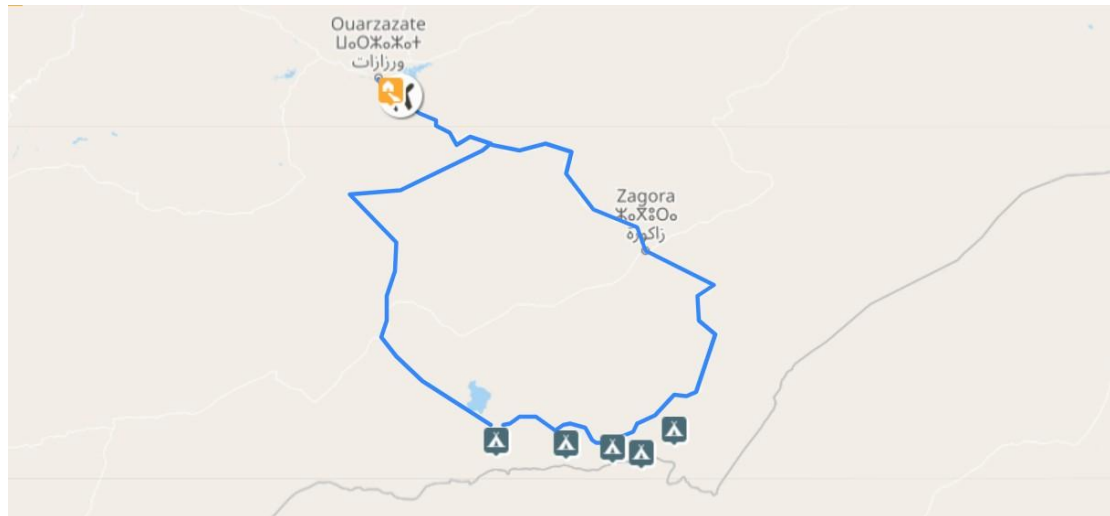 Ouarzazate
ⵡⴰⵔⵣⴰⵣⴰⵜ
ورزازات
Zagora
ⵣⴰⴳⵓⵔⴰ
زاكورة